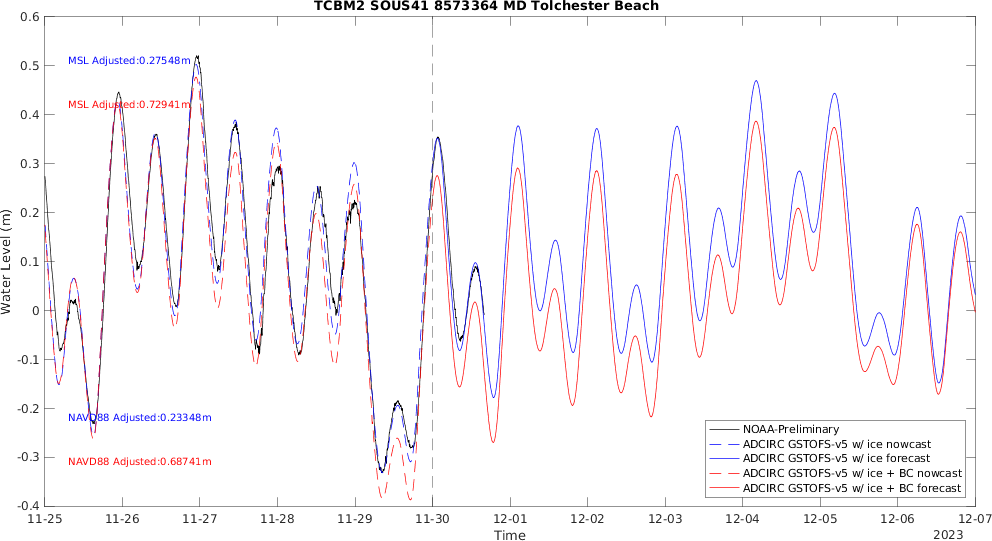 TCBM2 SOUS41 8573364 MD Tolchester Beach
0.6
0.5
0.4
0.3
0.2
0.1
0
-0.1
-0.2
-0.3
-0.4
Water Level (m)
MSL Adjusted:0.27548m
MSL Adjusted:0.72941m
NAVD88 Adjusted:0.23348m
NAVD88 Adjusted:0.68741m
NOAA-Preliminary
ADCIRC GSTOFS-v5 w/ ice nowcast
ADCIRC GSTOFS-v5 w/ ice forecast
ADCIRC GSTOFS-v5 w/ ice + BC nowcast
ADCIRC GSTOFS-v5 w/ ice + BC forecast
11-25 11-26 11-27 11-28 11-29 11-30 12-01 12-02 12-03 12-04 12-05 12-06 12-07
Time
2023